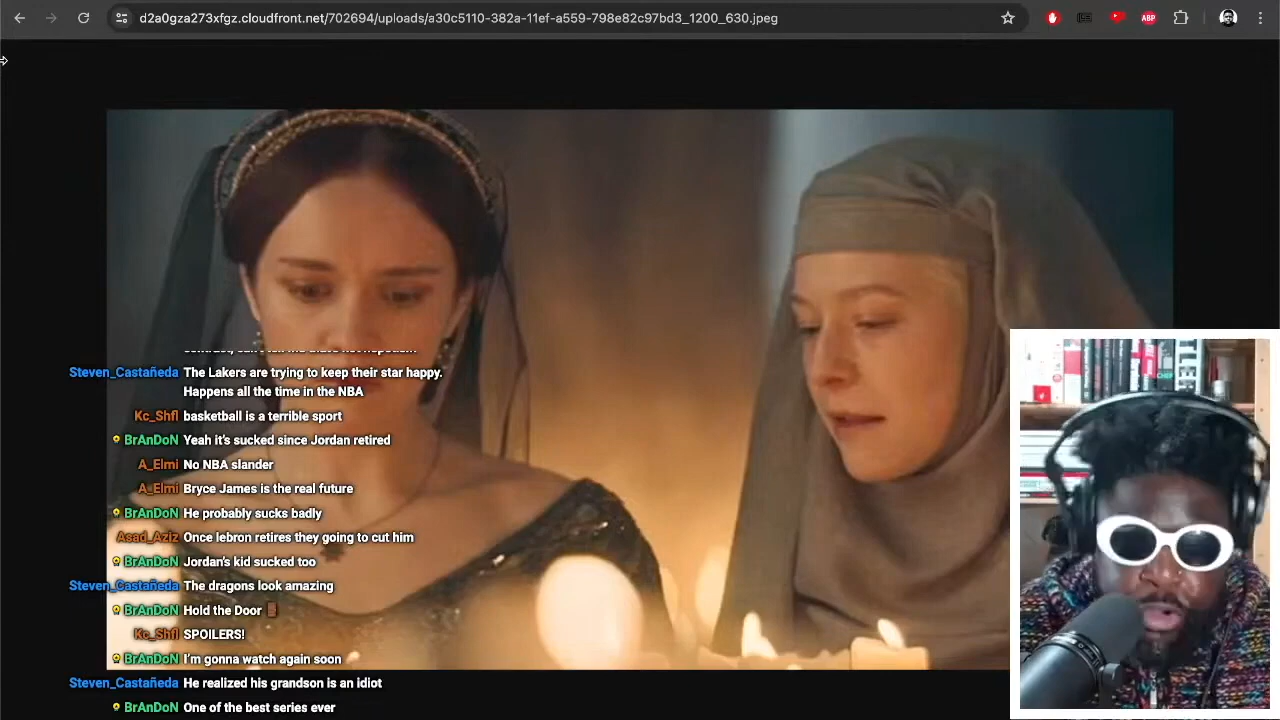 d2a0gza273xfgz.cloudfront.net/702894/uploads/a30c5110-382a-11ef-a559-798e82c97bd3_1200_630.jpeg
ABP
Steven_Castañeda The Lakers are trying to keep their star happy.
Happens all the time in the NBA
Kc_Shfl basketball is a terrible sport
BrAnDoN Yeah it's sucked since Jordan retired
A_Elmi No NBA slander
A_Elmi Bryce James is the real one
BrAnDoN He probably sucks badly
Asad_Aziz Once lebron retires they going to cut him
BrAnDoN Jordan's kid sucked too
Steven_Castañeda The dragons look amazing
BrAnDoN Hold the Door
Kc_Shfl SPOILERS!
BrAnDoN I'm gonna watch again soon
Steven_Castañeda He realized his grandson is an idiot
BrAnDoN One of the best series ever